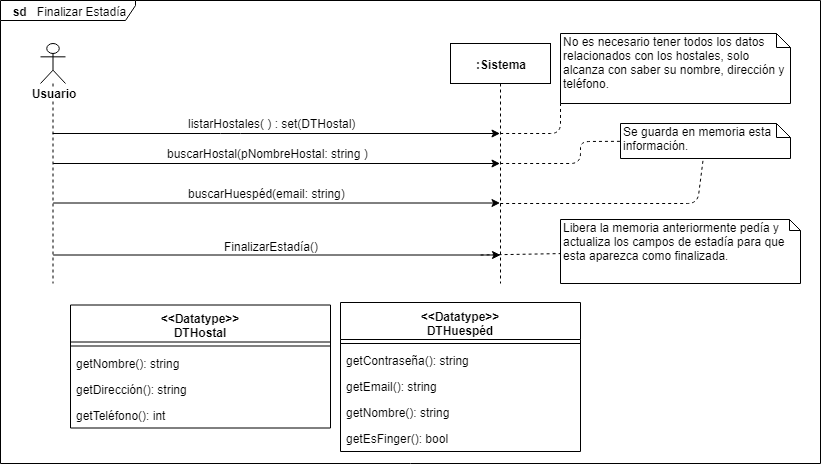 sd Finalizar Estadía
Usuario
:Sistema
No es necesario tener todos los datos
relacionados con los hostales, solo
alcanza con saber su nombre, dirección y
teléfono.
listarHostales( ) : set(DTHostal)
buscarHostal(pNombreHostal: string )
Se guarda en memoria esta
información.
buscarHuespéd(email: string)
Libera la memoria anteriormente pedía y
actualiza los campos de estadía para que
esta aparezca como finalizada.
FinalizarEstadía()
<<Datatype>>
DTHostal
getNombre(): string
getDirección(): string
getTeléfono(): int
<<Datatype>>
DTHuespéd
getContraseña(): string
getEmail(): string
getNombre(): string
getEsFinger(): bool